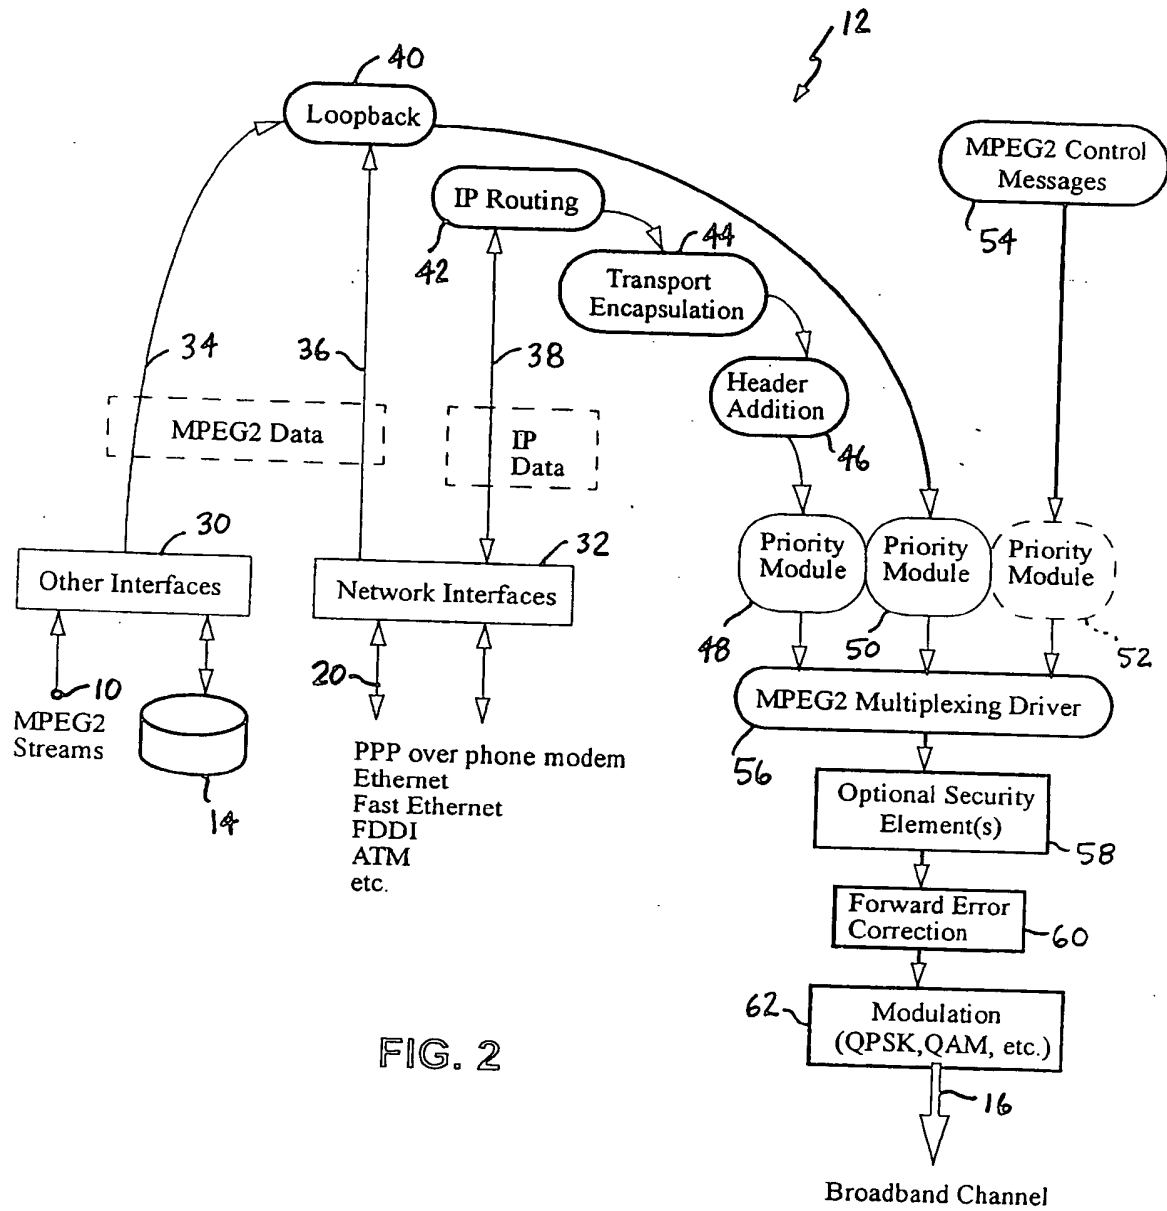 12
40
Loopback
MPEG2 Control
Messages
54
IP Routing
42
44
Transport
Encapsulation
34
36
38
Header
Addition
46
MPEG2 Data
IP
Data
30
Other Interfaces
32
Network Interfaces
Priority
Module
Priority
Module
Priority
Module
48
50
52
10
MPEG2
Streams
14
20
PPP over phone modem
Ethernet
Fast Ethernet
FDDI
ATM
etc.
MPEG2 Multiplexing Driver
56
Optional Security
Element(s)
58
Forward Error
Correction
60
62
Modulation
(QPSK,QAM, etc.)
16
Broadband Channel
FIG. 2